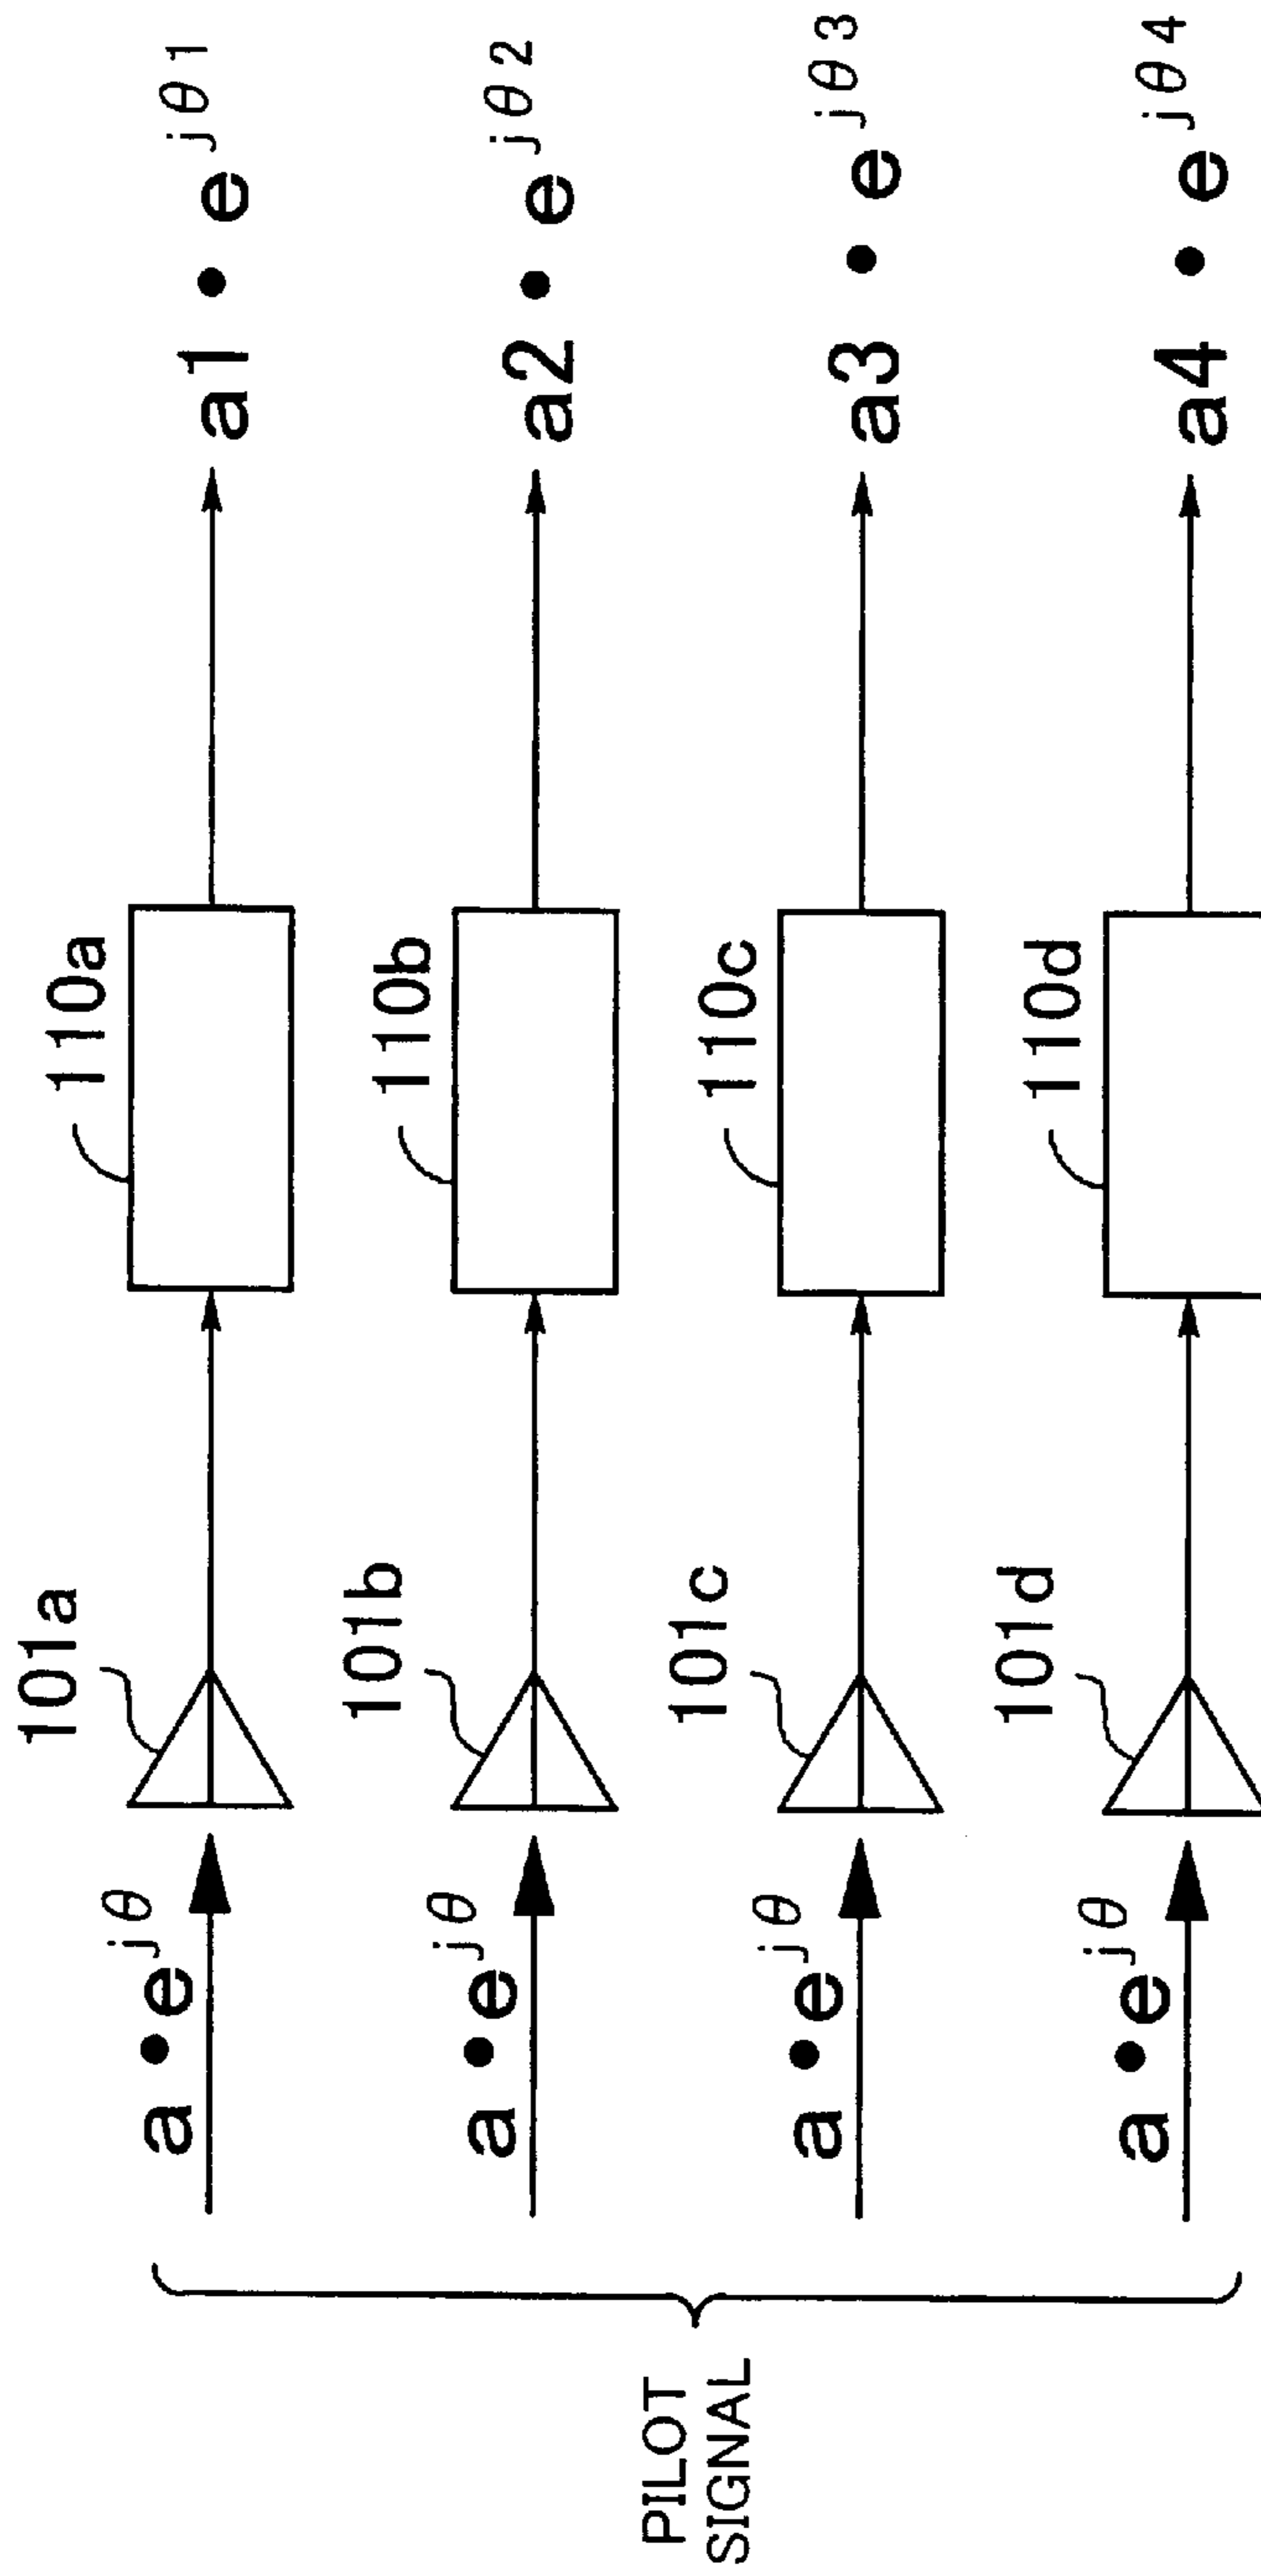 PILOT
SIGNAL
a • e^jθ
101a
110a
a1 • e^jθ1
a • e^jθ
101b
110b
a2 • e^jθ2
a • e^jθ
101c
110c
a3 • e^jθ3
a • e^jθ
101d
110d
a4 • e^jθ4